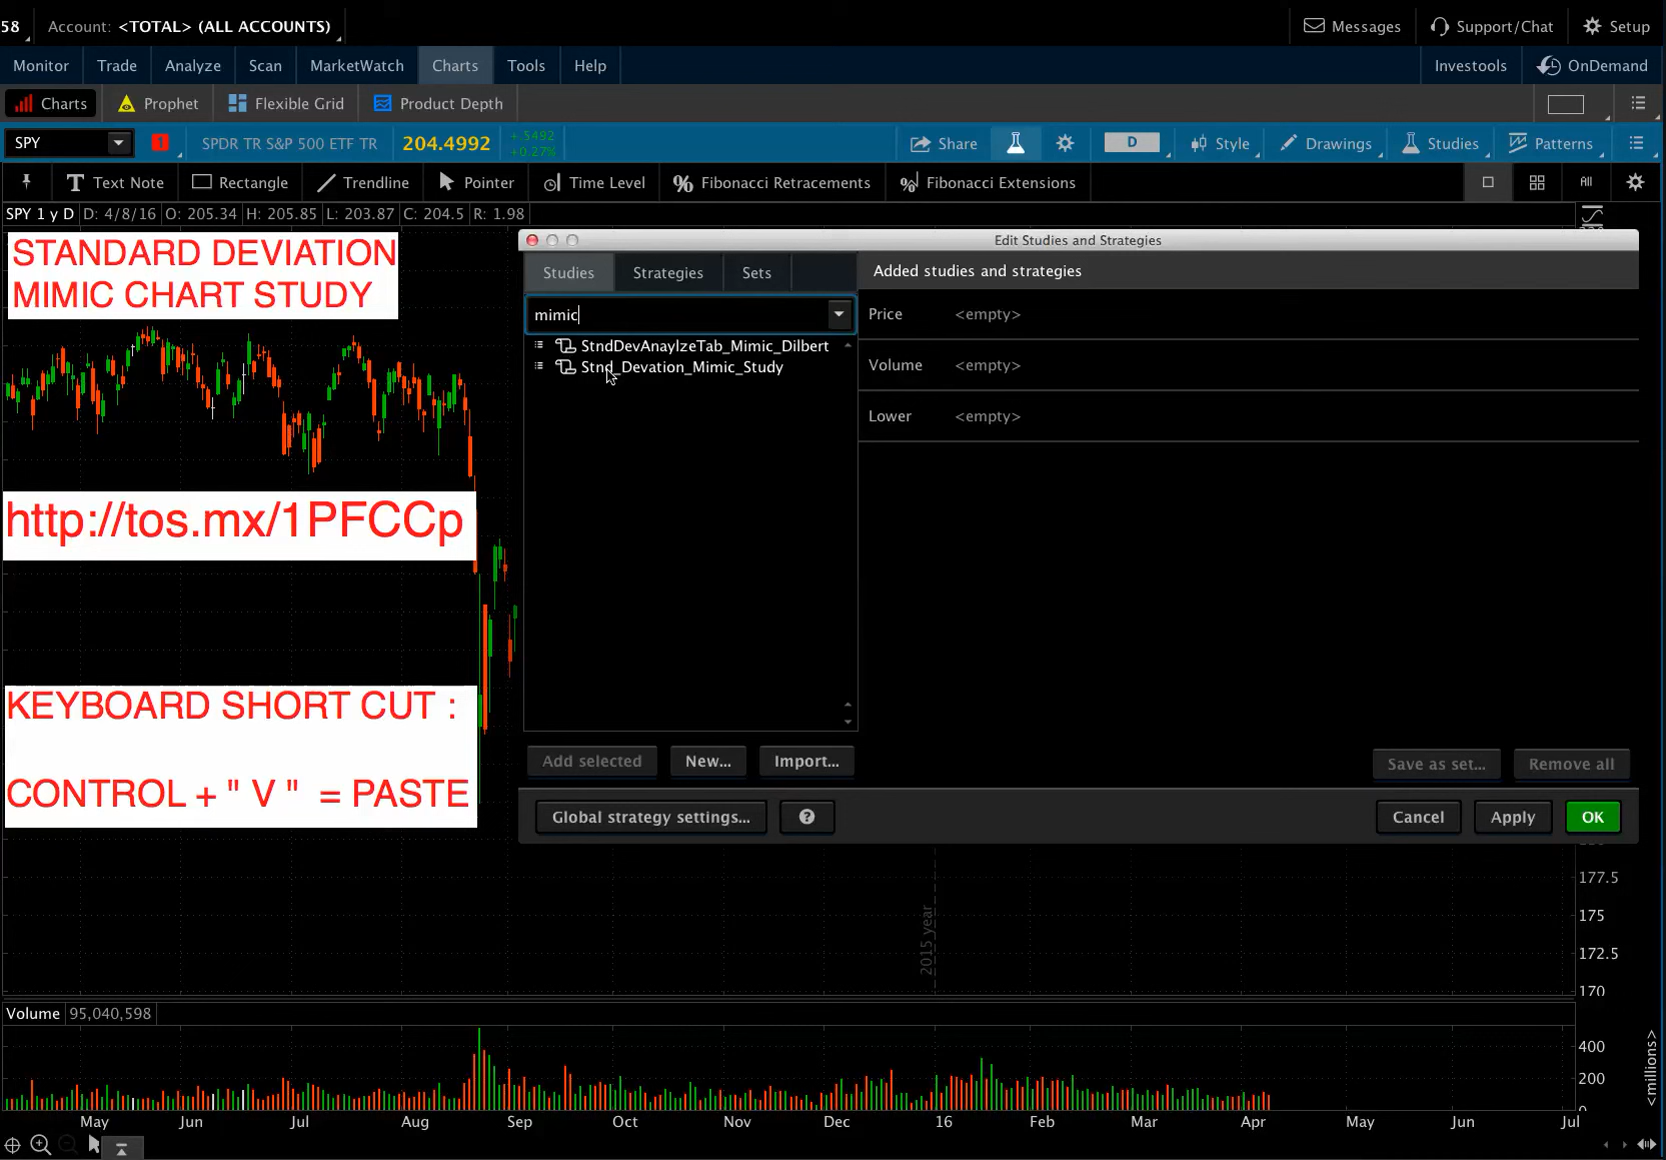 58 Account: <TOTAL> (ALL ACCOUNTS) Messages Support/Chat Setup
Monitor Trade Analyze Scan MarketWatch Charts Tools Help Investools OnDemand
Charts Prophet Flexible Grid Product Depth
SPY 1 SPDR TR S&P 500 ETF TR 204.4992 +.5492 Share D Style Drawings Studies Patterns
+0.27%
Text Note Rectangle Trendline Pointer Time Level Fibonacci Retracements Fibonacci Extensions All
SPY 1 y D D: 4/8/16 O: 205.34 H: 205.85 L: 203.87 C: 204.5 R: 1.98
STANDARD DEVIATION
MIMIC CHART STUDY
http://tos.mx/1PFCCp
KEYBOARD SHORT CUT :
CONTROL + " V " = PASTE
Edit Studies and Strategies
Studies Strategies Sets Added studies and strategies
mimic
StndDevAnaylzeTab_Mimic_Dilbert
Stnd_Devation_Mimic_Study
Price <empty>
Volume <empty>
Lower <empty>
Add selected New... Import... Save as set... Remove all
Global strategy settings... ? Cancel Apply OK
177.5
175
172.5
170
2015 year
Volume 95,040,598
400
200
<millions>
May Jun Jul Aug Sep Oct Nov Dec 16 Feb Mar Apr May Jun Jul